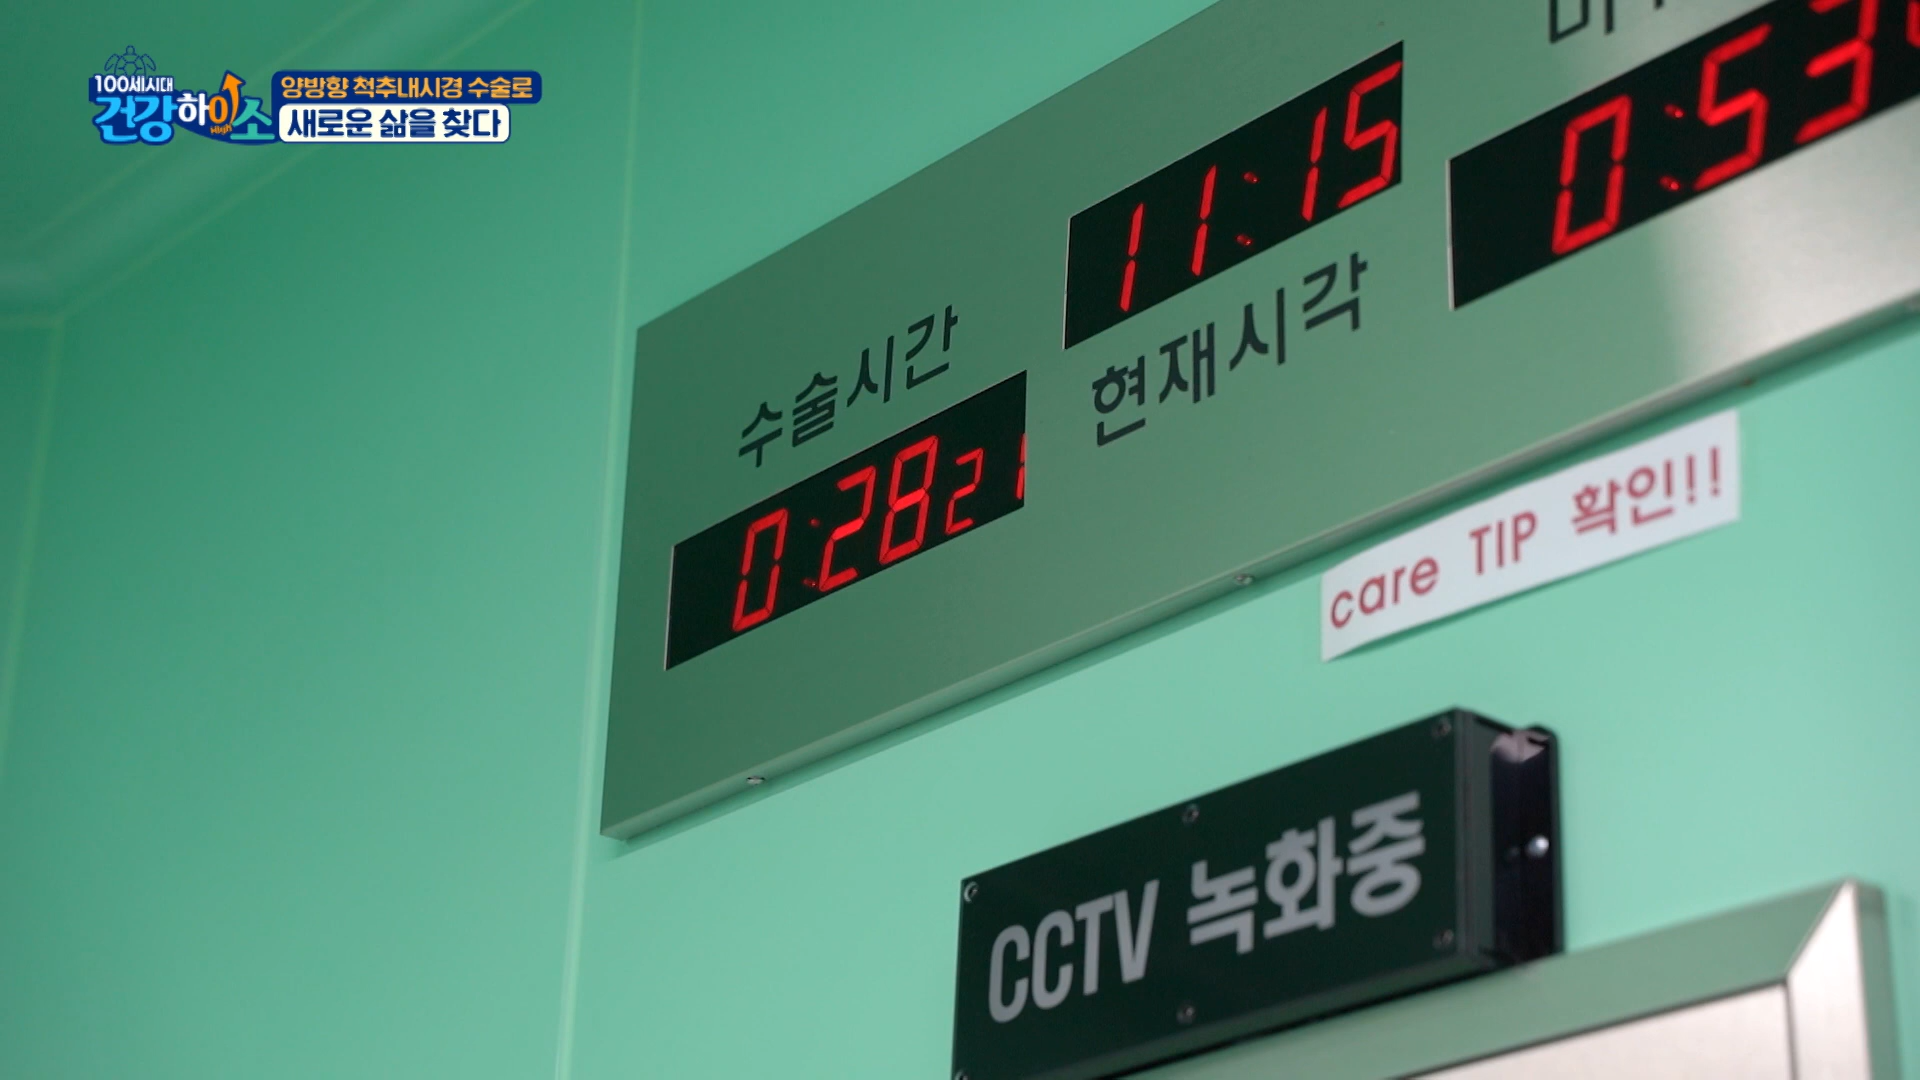 100세시대
건강하이소
High
양방향 척추내시경 수술로
새로운 삶을 찾다
11:15
0:53
수술시간
현재시각
0:28 21
care TIP 확인!!
CCTV 녹화중